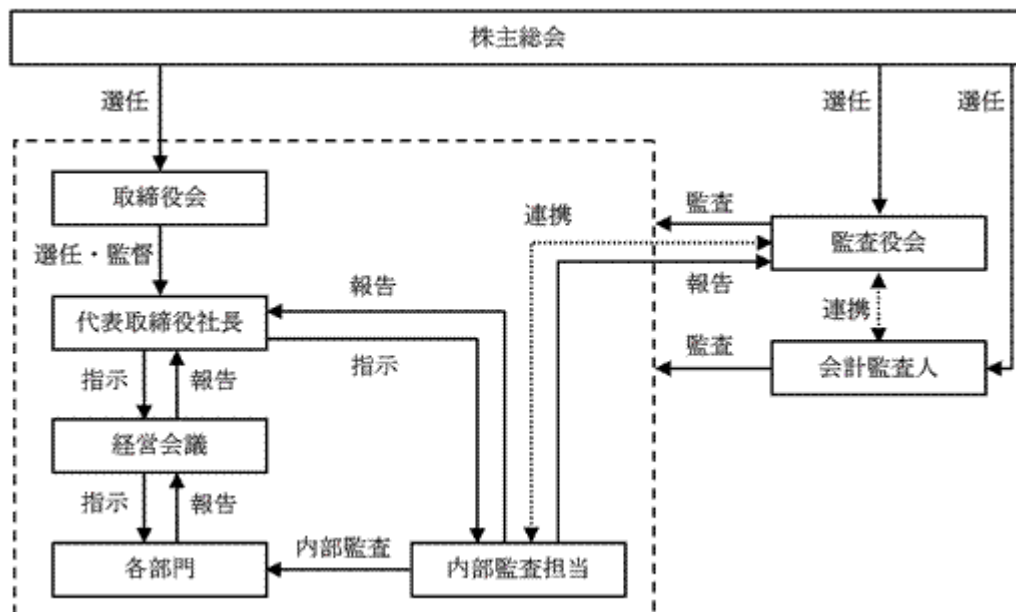 株主総会
選任
選任
選任
取締役会
連携
監査
監査役会
選任・監督
報告
報告
代表取締役社長
連携
指示
監査
会計監査人
指示
報告
経営会議
指示
報告
内部監査
各部門
内部監査担当